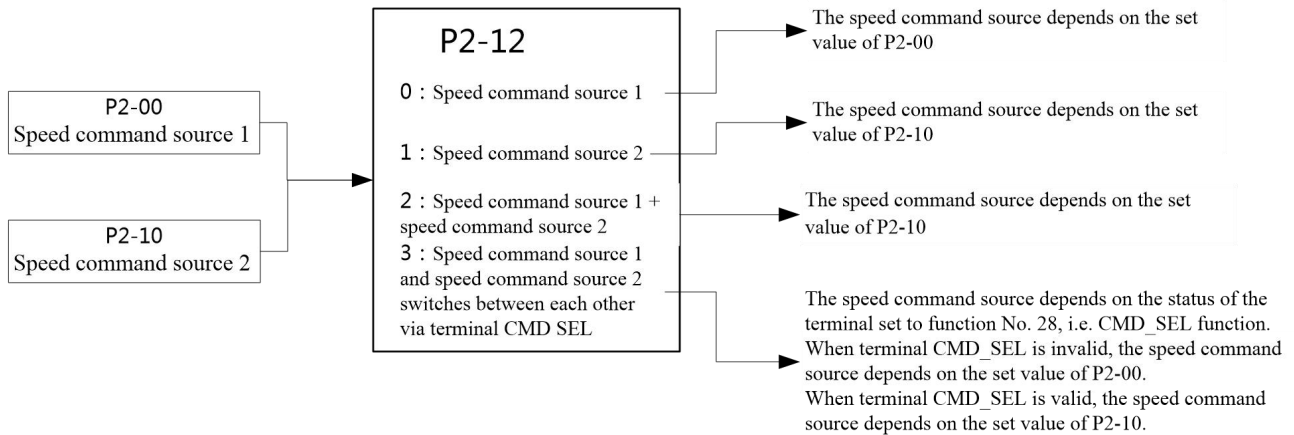 P2-00
Speed command source 1
P2-10
Speed command source 2
P2-12
0：Speed command source 1
1：Speed command source 2
2：Speed command source 1 +
speed command source 2
3：Speed command source 1
and speed command source 2
switches between each other
via terminal CMD SEL
The speed command source depends on the set
value of P2-00
The speed command source depends on the set
value of P2-10
The speed command source depends on the set
value of P2-10
The speed command source depends on the status of the
terminal set to function No. 28, i.e. CMD_SEL function.
When terminal CMD_SEL is invalid, the speed command
source depends on the set value of P2-00.
When terminal CMD_SEL is valid, the speed command
source depends on the set value of P2-10.